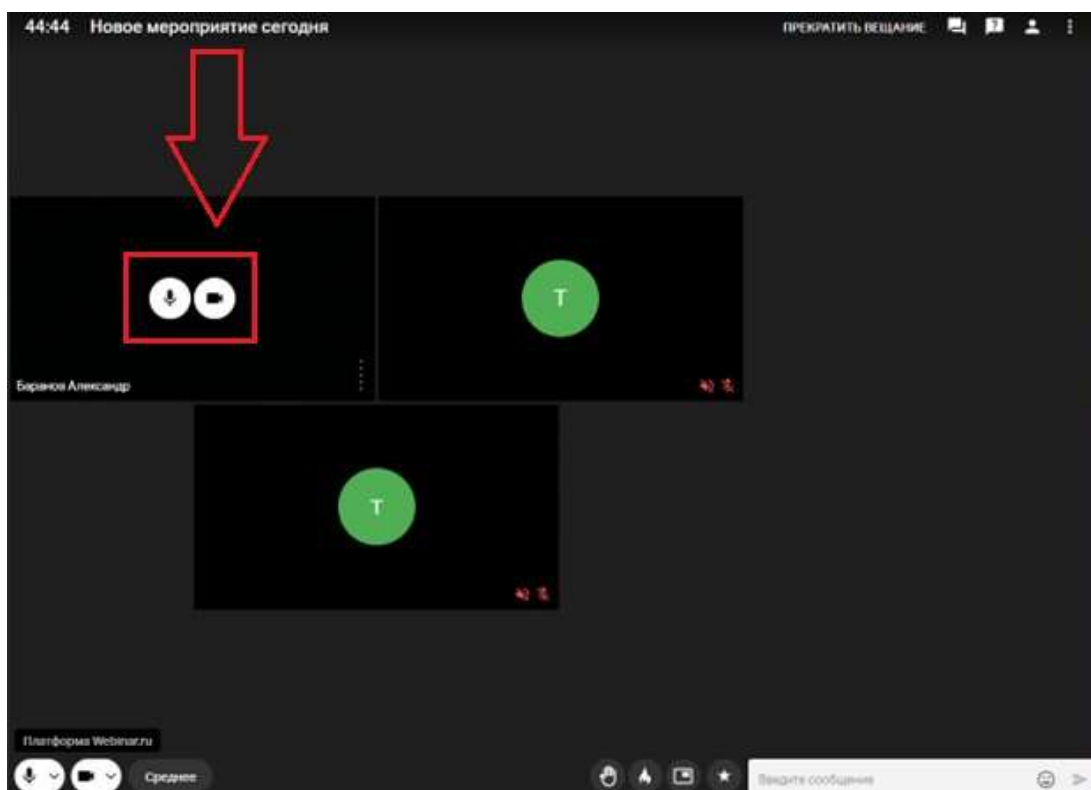 44:44 Новое мероприятие сегодня
ПРЕКРАТИТЬ ВЕЩАНИЕ
T
Баранов Александр
T
Платформа Webinar.ru
Среднее
Введите сообщение